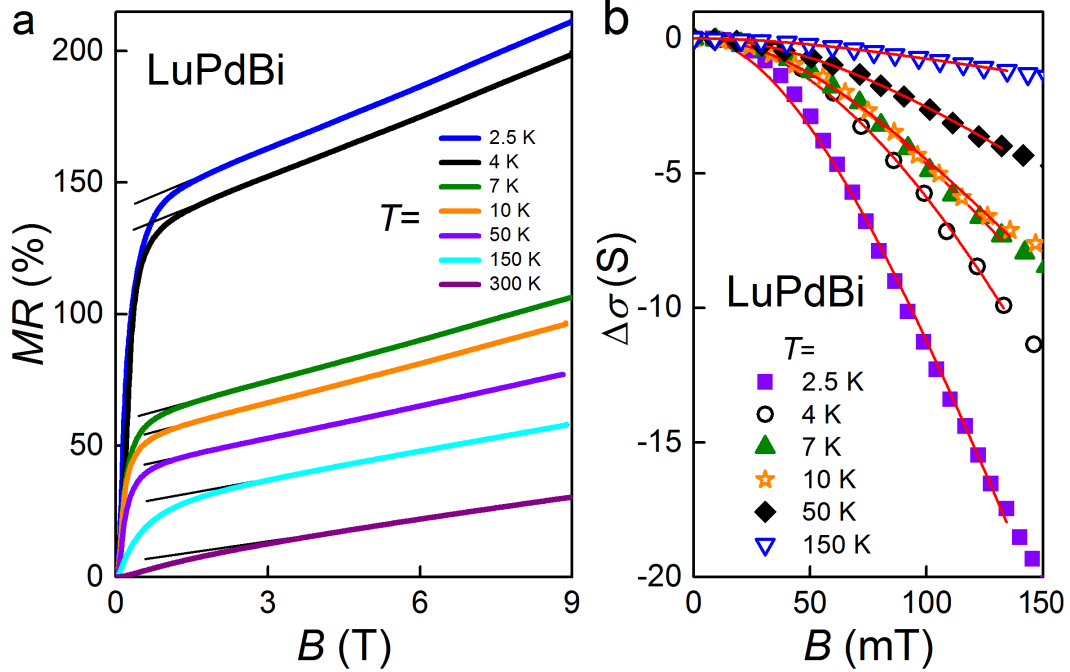 a
LuPdBi
2.5 K
4 K
7 K
T= 10 K
50 K
150 K
300 K
MR (%)
200
150
100
50
0
0 3 6 9
B (T)
b
LuPdBi
T=
2.5 K
4 K
7 K
10 K
50 K
150 K
Δσ (S)
0
-5
-10
-15
-20
0 50 100 150
B (mT)